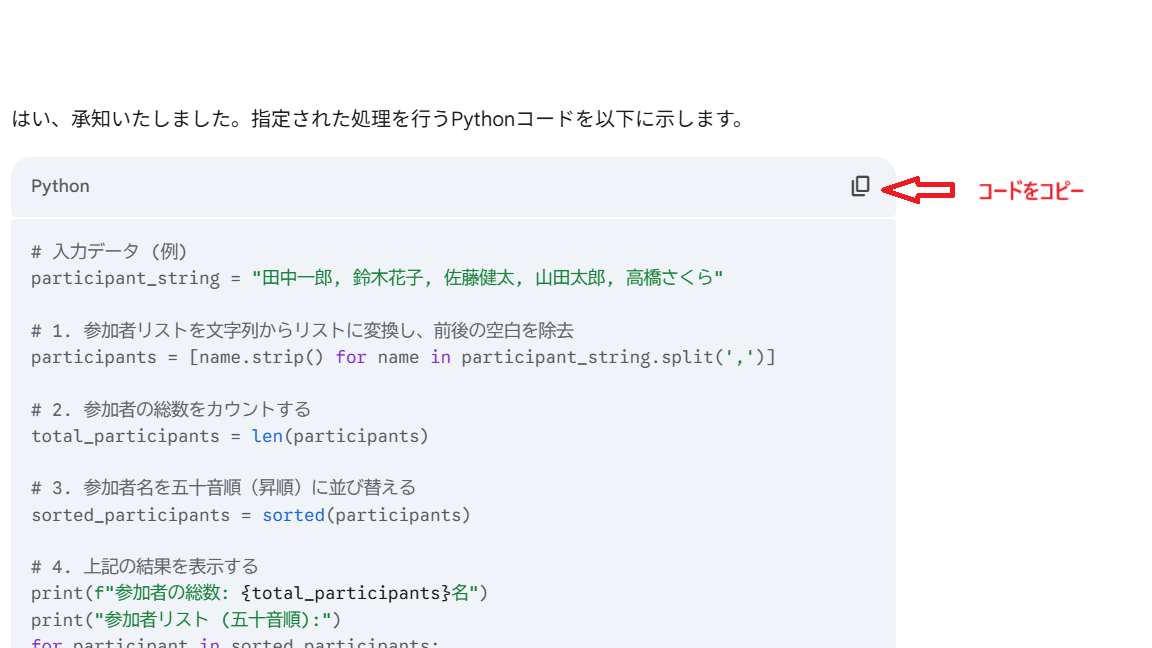 はい、承知いたしました。指定された処理を行うPythonコードを以下に示します。
Python
コードをコピー
# 入力データ (例)
participant_string = "田中一郎, 鈴木花子, 佐藤健太, 山田太郎, 高橋さくら"
# 1. 参加者リストを文字列からリストに変換し、前後の空白を除去
participants = [name.strip() for name in participant_string.split(',')]
# 2. 参加者の総数をカウントする
total_participants = len(participants)
# 3. 参加者名を五十音順（昇順）に並び替える
sorted_participants = sorted(participants)
# 4. 上記の結果を表示する
print(f"参加者の総数: {total_participants}名")
print("参加者リスト (五十音順):")
for participant in sorted_participants: